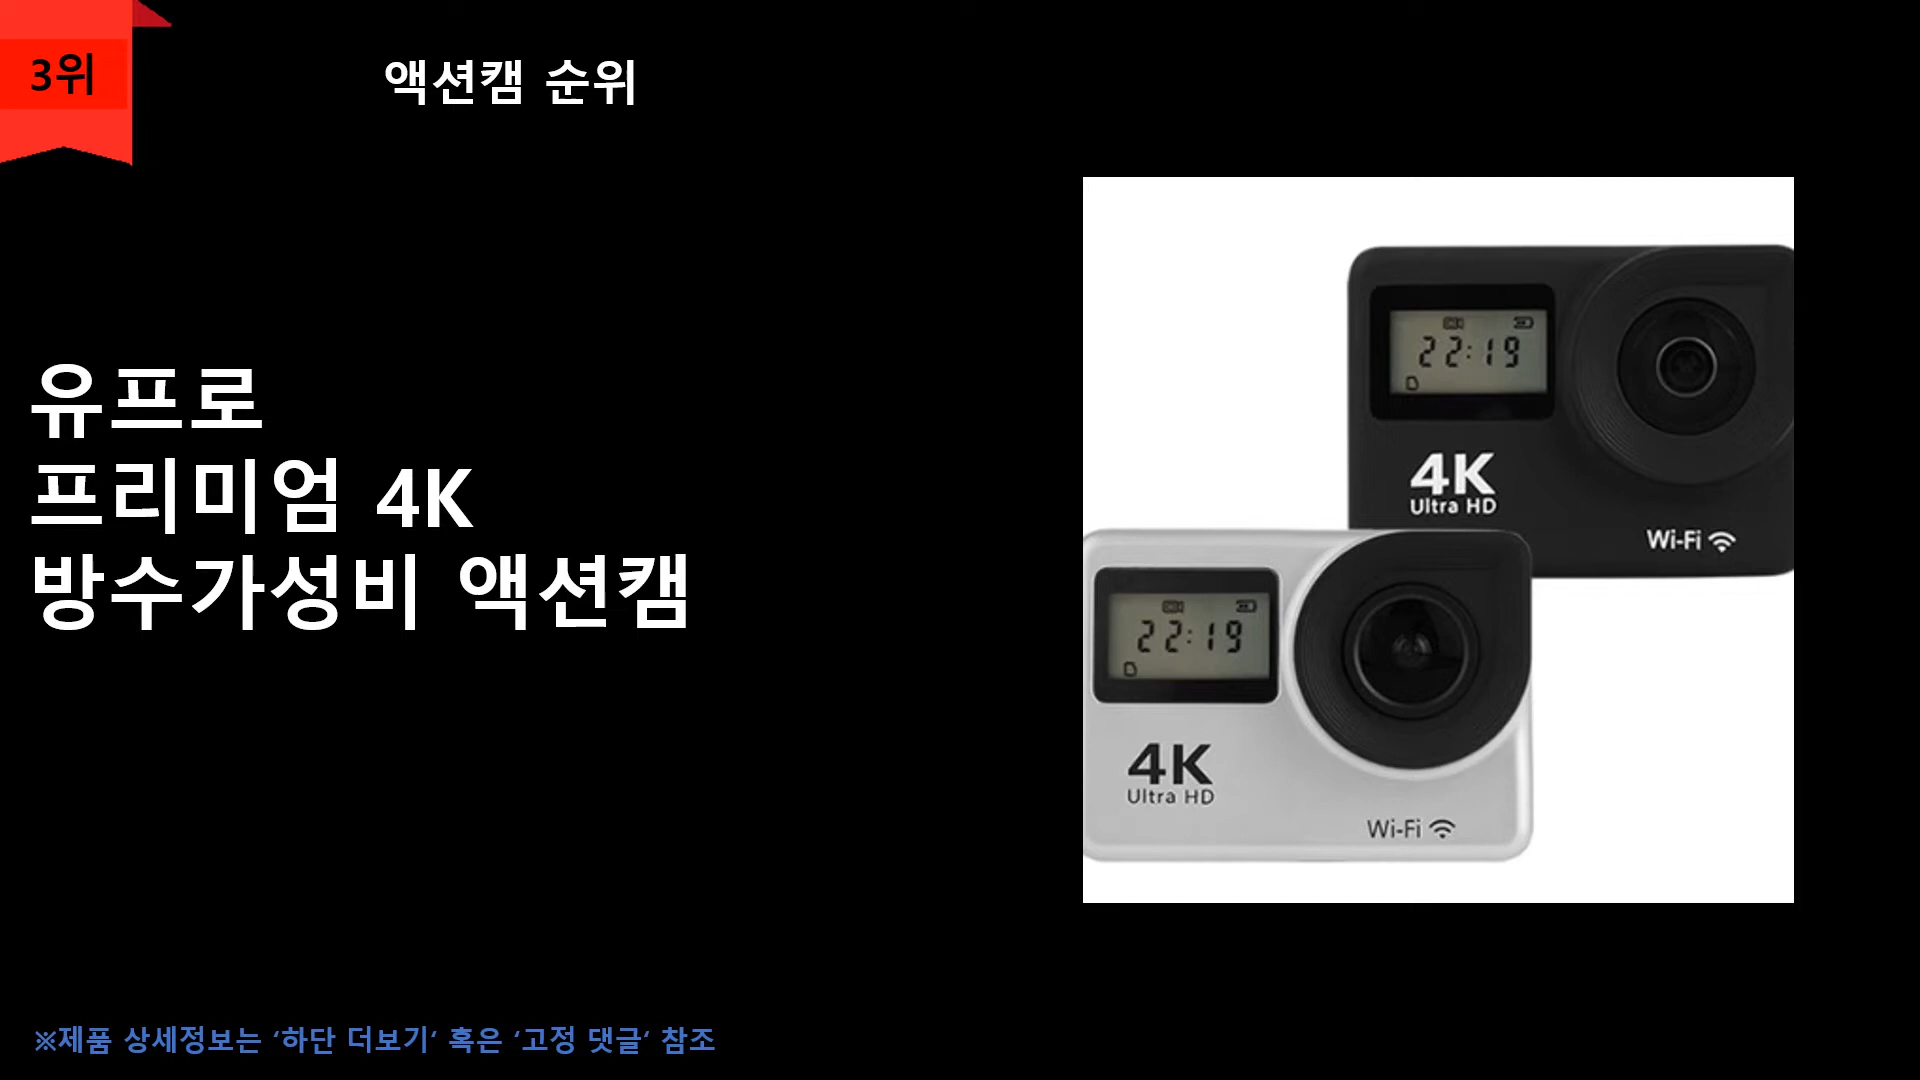 3위
액션캠 순위
유프로
프리미엄 4K
방수가성비 액션캠
22:19
4K
Ultra HD
Wi-Fi
22:19
4K
Ultra HD
Wi-Fi
※제품 상세정보는 ‘하단 더보기‘ 혹은 ‘고정 댓글‘ 참조